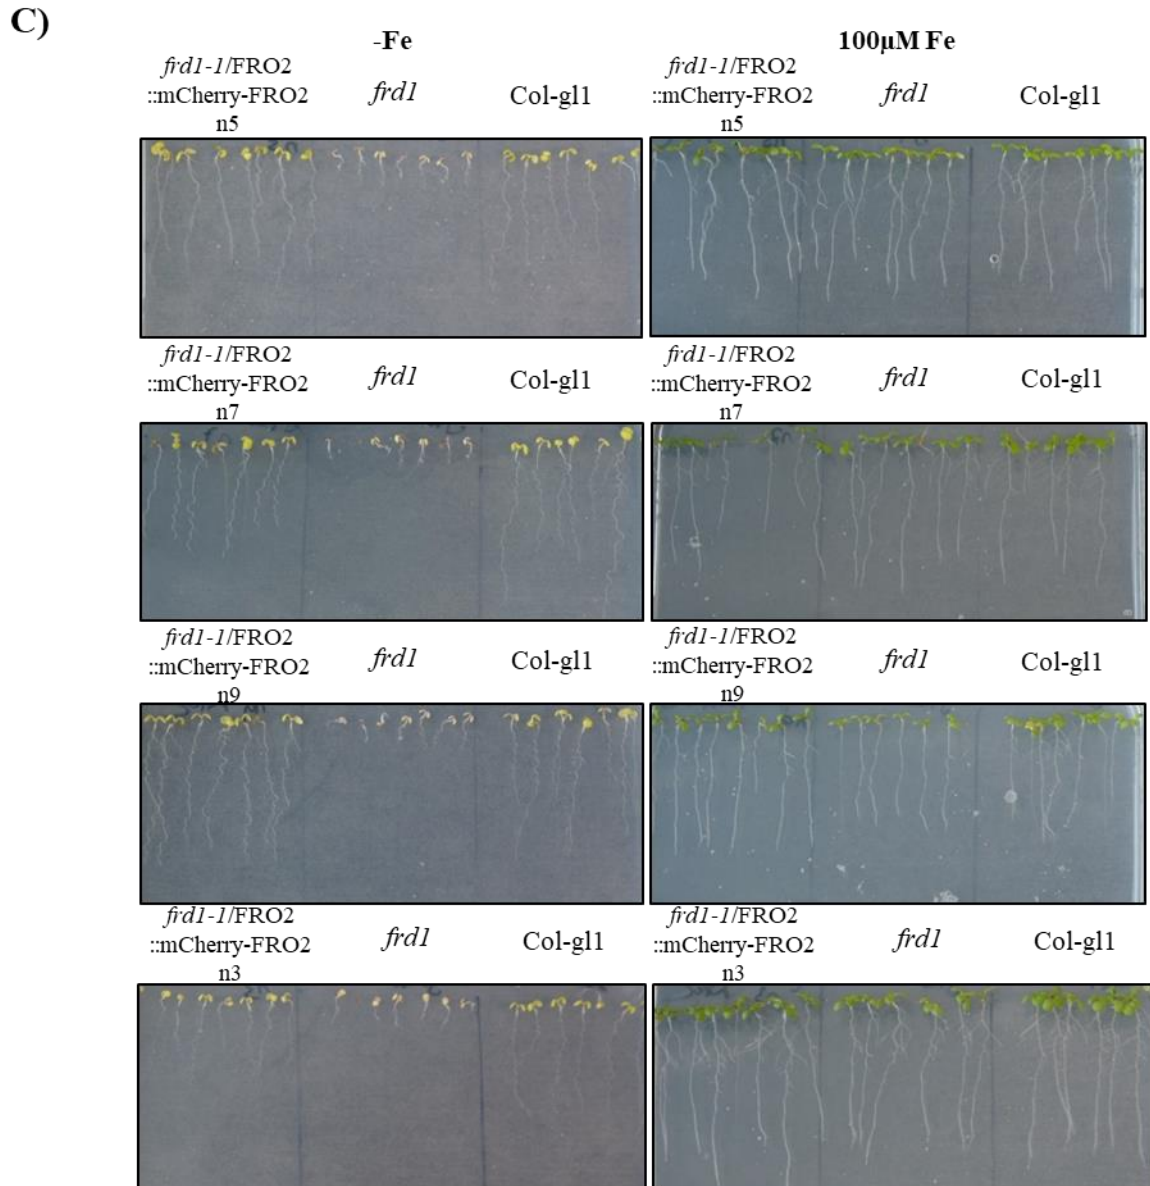 C)
-Fe
100µM Fe
frd1-1/FRO2
::mCherry-FRO2
n5
frd1
Col-gl1
frd1-1/FRO2
::mCherry-FRO2
n5
frd1
Col-gl1
frd1-1/FRO2
::mCherry-FRO2
n7
frd1
Col-gl1
frd1-1/FRO2
::mCherry-FRO2
n7
frd1
Col-gl1
frd1-1/FRO2
::mCherry-FRO2
n9
frd1
Col-gl1
frd1-1/FRO2
::mCherry-FRO2
n9
frd1
Col-gl1
frd1-1/FRO2
::mCherry-FRO2
n3
frd1
Col-gl1
frd1-1/FRO2
::mCherry-FRO2
n3
frd1
Col-gl1